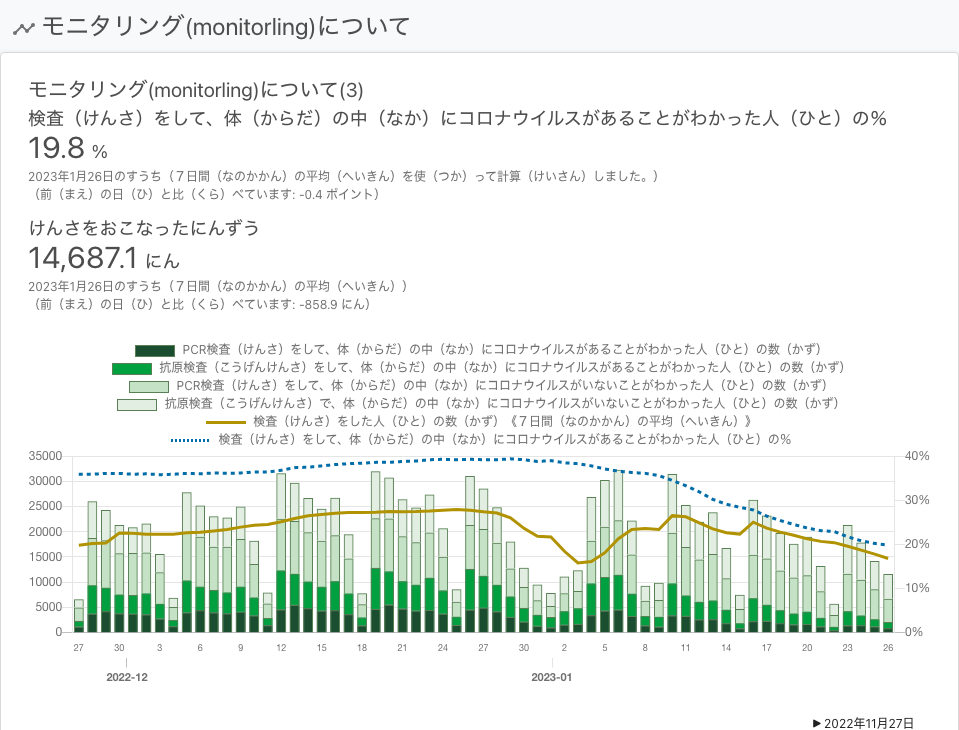 モニタリング(monitorling)について
モニタリング(monitorling)について(3)
検査（けんさ）をして、体（からだ）の中（なか）にコロナウイルスがあることがわかった人（ひと）の%
19.8 %
2023年1月26日のすうち（７日間（なのかかん）の平均（へいきん）を使（つか）って計算（けいさん）しました。）
（前（まえ）の日（ひ）と比（くら）べています: -0.4 ポイント）
けんさをおこなったにんずう
14,687.1 にん
2023年1月26日のすうち（７日間（なのかかん）の平均（へいきん））
（前（まえ）の日（ひ）と比（くら）べています: -858.9 にん）
PCR検査（けんさ）をして、体（からだ）の中（なか）にコロナウイルスがあることがわかった人（ひと）の数（かず）
抗原検査（こうげんけんさ）をして、体（からだ）の中（なか）にコロナウイルスがあることがわかった人（ひと）の数（かず）
PCR検査（けんさ）をして、体（からだ）の中（なか）にコロナウイルスがいないことがわかった人（ひと）の数（かず）
抗原検査（こうげんけんさ）で、体（からだ）の中（なか）にコロナウイルスがいないことがわかった人（ひと）の数（かず）
検査（けんさ）をした人（ひと）の数（かず）《７日間（なのかかん）の平均（へいきん）》
検査（けんさ）をして、体（からだ）の中（なか）にコロナウイルスがあることがわかった人（ひと）の%
35000 40%
30000
25000 30%
20000
15000 20%
10000 10%
5000
0 0%
27 30 3 6 9 12 15 18 21 24 27 30 2 5 8 11 14 17 20 23 26
2022-12 2023-01
▶ 2022年11月27日